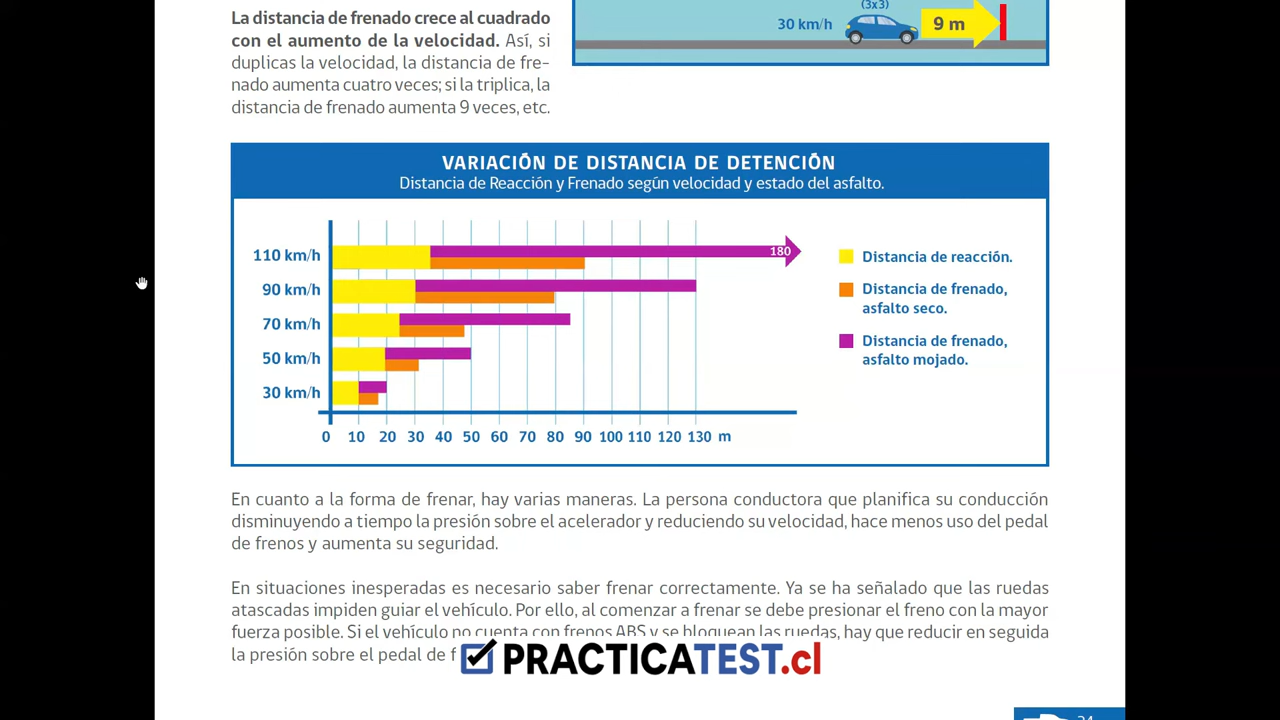 La distancia de frenado crece al cuadrado
con el aumento de la velocidad. Así, si
duplicas la velocidad, la distancia de fre-
nado aumenta cuatro veces; si la triplica, la
distancia de frenado aumenta 9 veces, etc.
(3x3)
30 km/h
9 m
VARIACIÓN DE DISTANCIA DE DETENCIÓN
Distancia de Reacción y Frenado según velocidad y estado del asfalto.
110 km/h
180
90 km/h
70 km/h
50 km/h
30 km/h
0 10 20 30 40 50 60 70 80 90 100 110 120 130 m
Distancia de reacción.
Distancia de frenado,
asfalto seco.
Distancia de frenado,
asfalto mojado.
En cuanto a la forma de frenar, hay varias maneras. La persona conductora que planifica su conducción
disminuyendo a tiempo la presión sobre el acelerador y reduciendo su velocidad, hace menos uso del pedal
de frenos y aumenta su seguridad.
En situaciones inesperadas es necesario saber frenar correctamente. Ya se ha señalado que las ruedas
atascadas impiden guiar el vehículo. Por ello, al comenzar a frenar se debe presionar el freno con la mayor
fuerza posible. Si el vehículo no cuenta con frenos ABS y se bloquean las ruedas, hay que reducir en seguida
la presión sobre el pedal de f
PRACTICATEST.cl